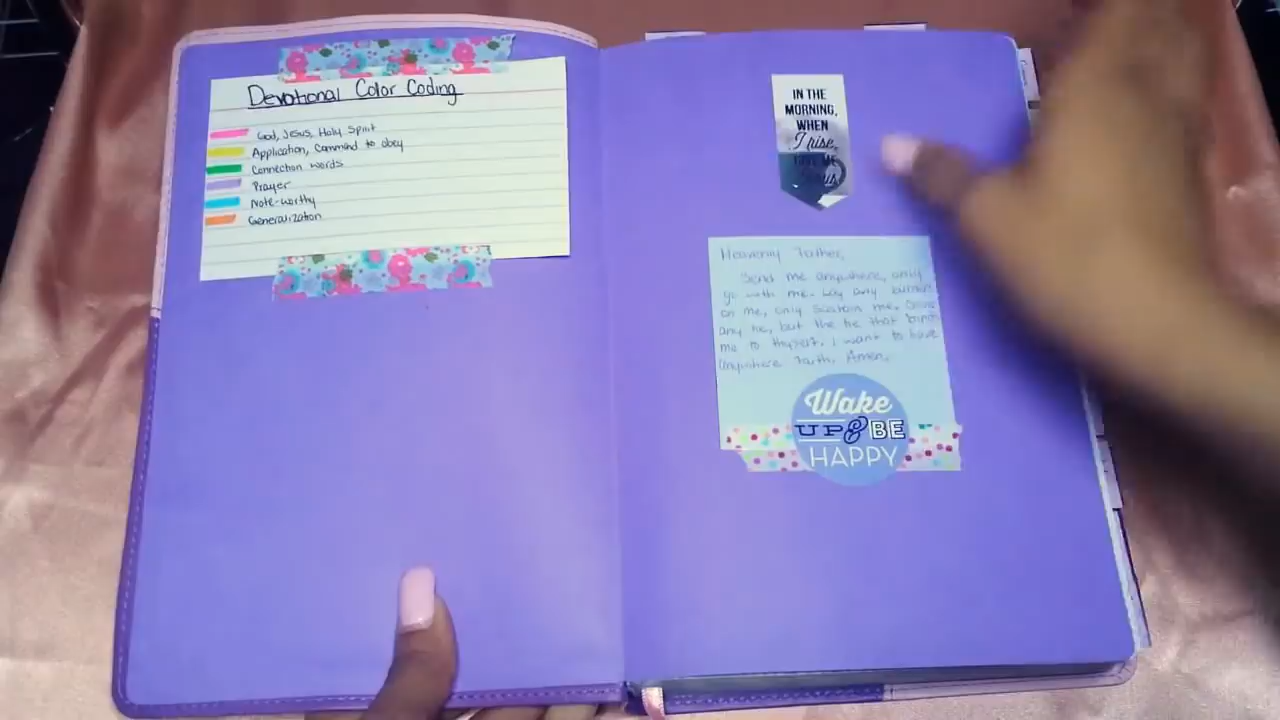 Devotional Color Coding
God, Jesus, Holy Spirit
Application, Command to obey
Connection words
Prayer
Note-worthy
Generalization
IN THE
MORNING,
WHEN
I rise,
GIVE ME
Jesus
Heavenly Father,
Send me anywhere, only
go with me. Lay any burden
on me, only sustain me. Sever
any tie, but the tie that binds
me to thyself. I want to have
anywhere faith. Amen.
Wake
UP & BE
HAPPY